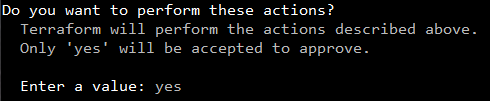 Do you want to perform these actions?
Terraform will perform the actions described above.
Only 'yes' will be accepted to approve.
Enter a value: yes